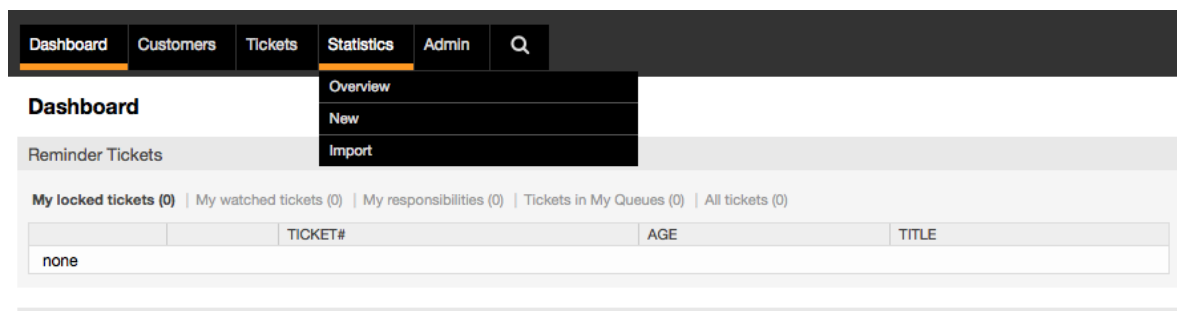 Dashboard Customers Tickets Statistics Admin
Overview
Dashboard
New
Reminder Tickets
Import
My locked tickets (0) | My watched tickets (0) | My responsibilities (0) | Tickets in My Queues (0) | All tickets (0)
TICKET# AGE TITLE
none